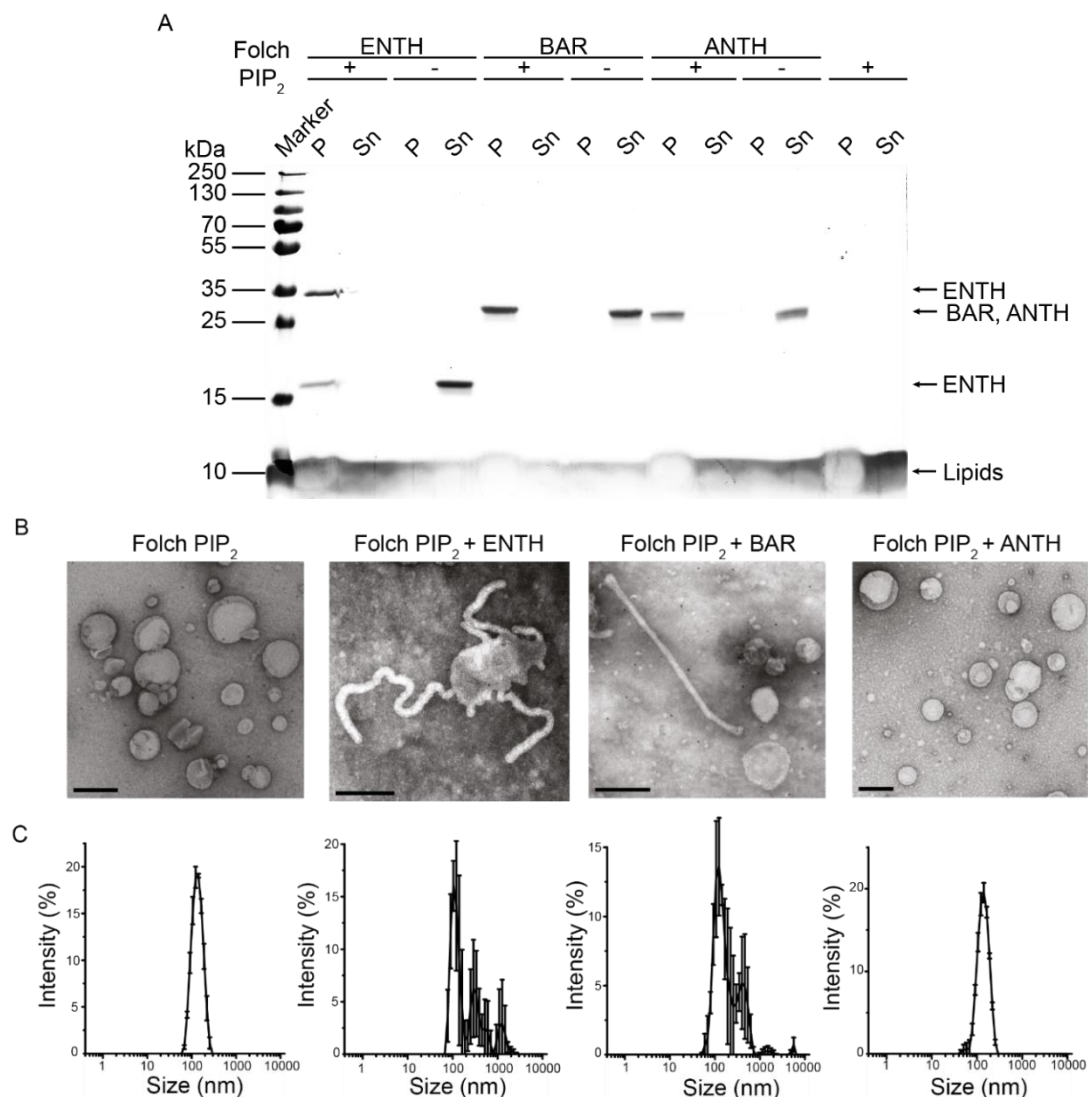 A
Folch ENTH BAR ANTH
PIP₂ + - + - + - +
kDa Marker P Sn P Sn P Sn P Sn P Sn P Sn P Sn
250
130
70
55
35 ENTH
25 BAR, ANTH
15 ENTH
10 Lipids
B
Folch PIP₂ Folch PIP₂ + ENTH Folch PIP₂ + BAR Folch PIP₂ + ANTH
C
Intensity (%) 20 15 10 5 0
1 10 100 1000 10000
Size (nm)
Intensity (%) 20 15 10 5 0
1 10 100 1000 10000
Size (nm)
Intensity (%) 15 10 5 0
1 10 100 1000 10000
Size (nm)
Intensity (%) 20 10 0
1 10 100 1000 10000
Size (nm)